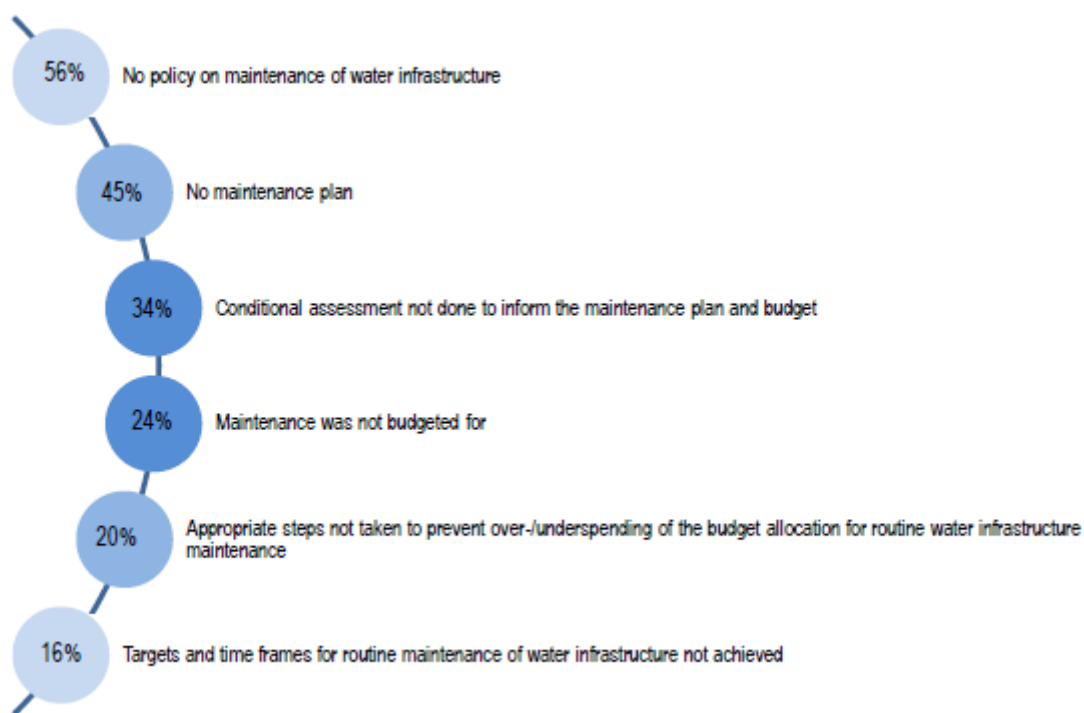 56%
No policy on maintenance of water infrastructure
45%
No maintenance plan
34%
Conditional assessment not done to inform the maintenance plan and budget
24%
Maintenance was not budgeted for
20%
Appropriate steps not taken to prevent over-/underspending of the budget allocation for routine water infrastructure
maintenance
16%
Targets and time frames for routine maintenance of water infrastructure not achieved